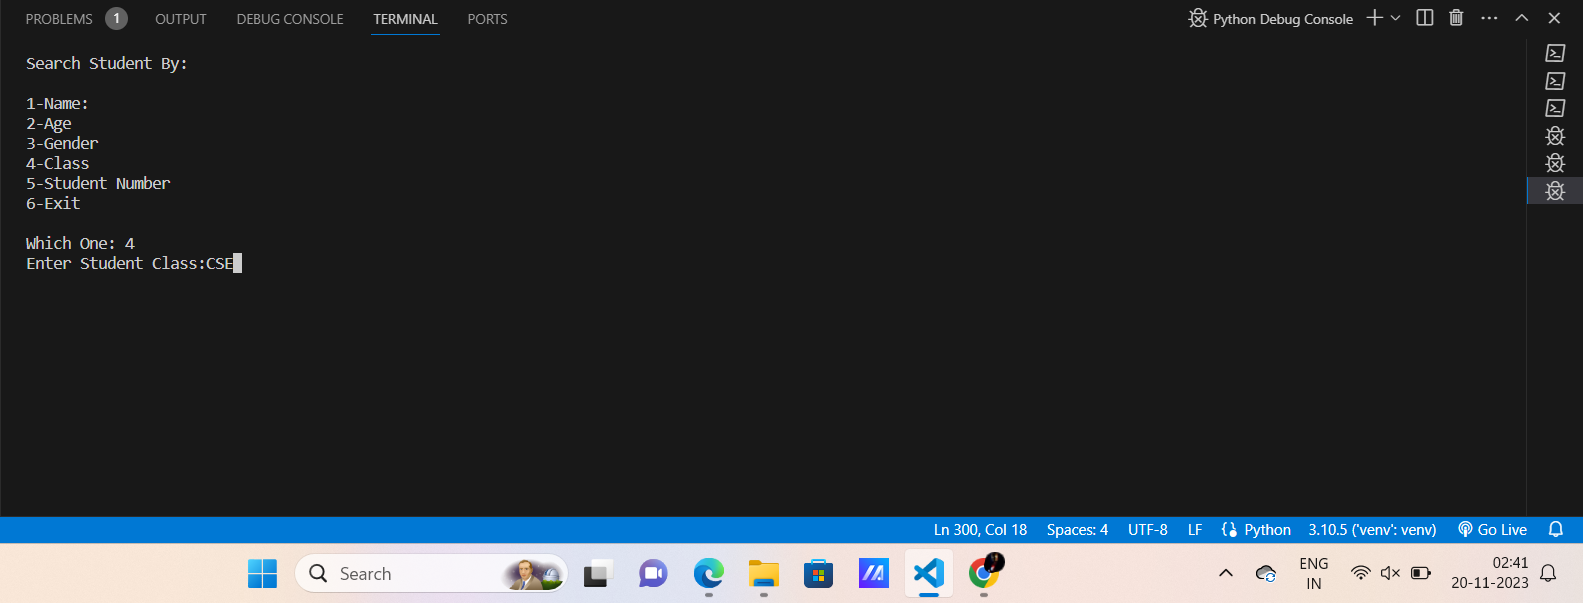 PROBLEMS 1 OUTPUT DEBUG CONSOLE TERMINAL PORTS Python Debug Console
Search Student By:
1-Name:
2-Age
3-Gender
4-Class
5-Student Number
6-Exit
Which One: 4
Enter Student Class:CSE
Ln 300, Col 18 Spaces: 4 UTF-8 LF Python 3.10.5 ('venv': venv) Go Live
Search
ENG
IN
02:41
20-11-2023